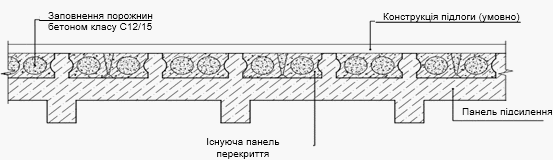 Заповнення порожнин
бетоном класу С12/15
Конструкція підлоги (умовно)
Панель підсилення
Існуюча панель
перекриття